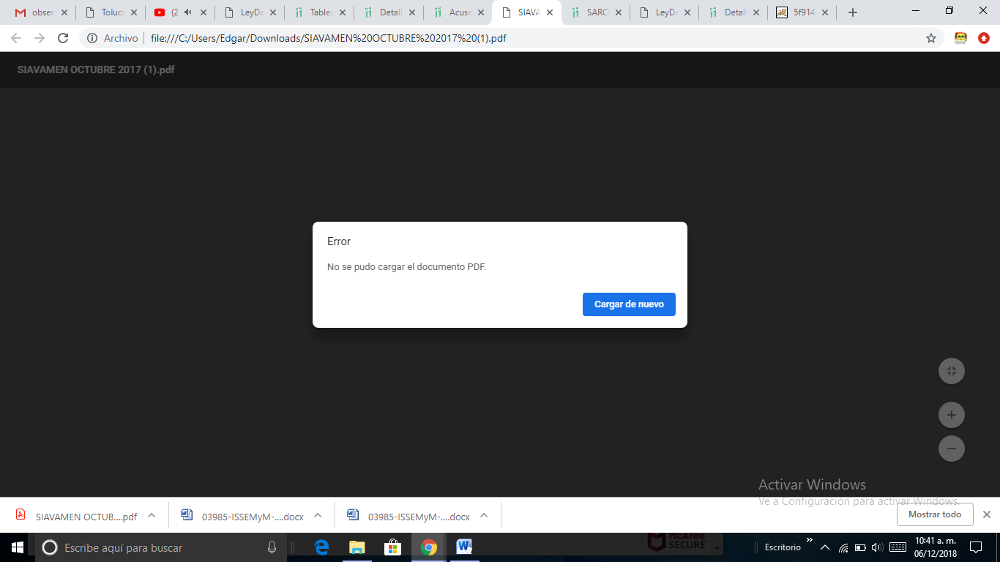 obser
Toluca
(2
LeyDe
Tabler
Detall
Acuse
SIAVA
SARC
LeyDe
Detall
5f914
Archivo
file:///C:/Users/Edgar/Downloads/SIAVAMEN%20OCTUBRE%202017%20(1).pdf
SIAVAMEN OCTUBRE 2017 (1).pdf
Error
No se pudo cargar el documento PDF.
Cargar de nuevo
Activar Windows
Ve a Configuración para activar Windows.
SIAVAMEN OCTUB....pdf
03985-ISSEMyM-....docx
03985-ISSEMyM-....docx
Mostrar todo
Escribe aquí para buscar
McAfee
SECURE
Escritorio
10:41 a. m.
06/12/2018